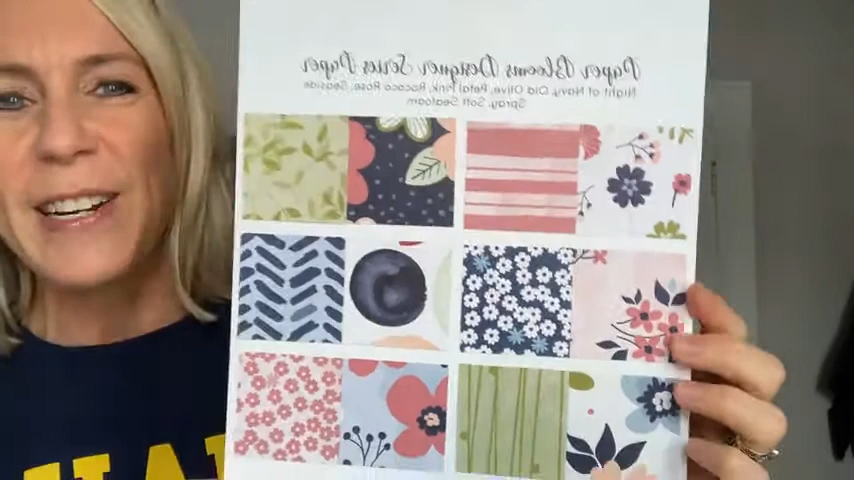 Paper Blooms Designer Series Paper
Night of Navy, Old Olive, Petal Pink, Rococo Rose, Seaside
Spray, Soft Seafoam